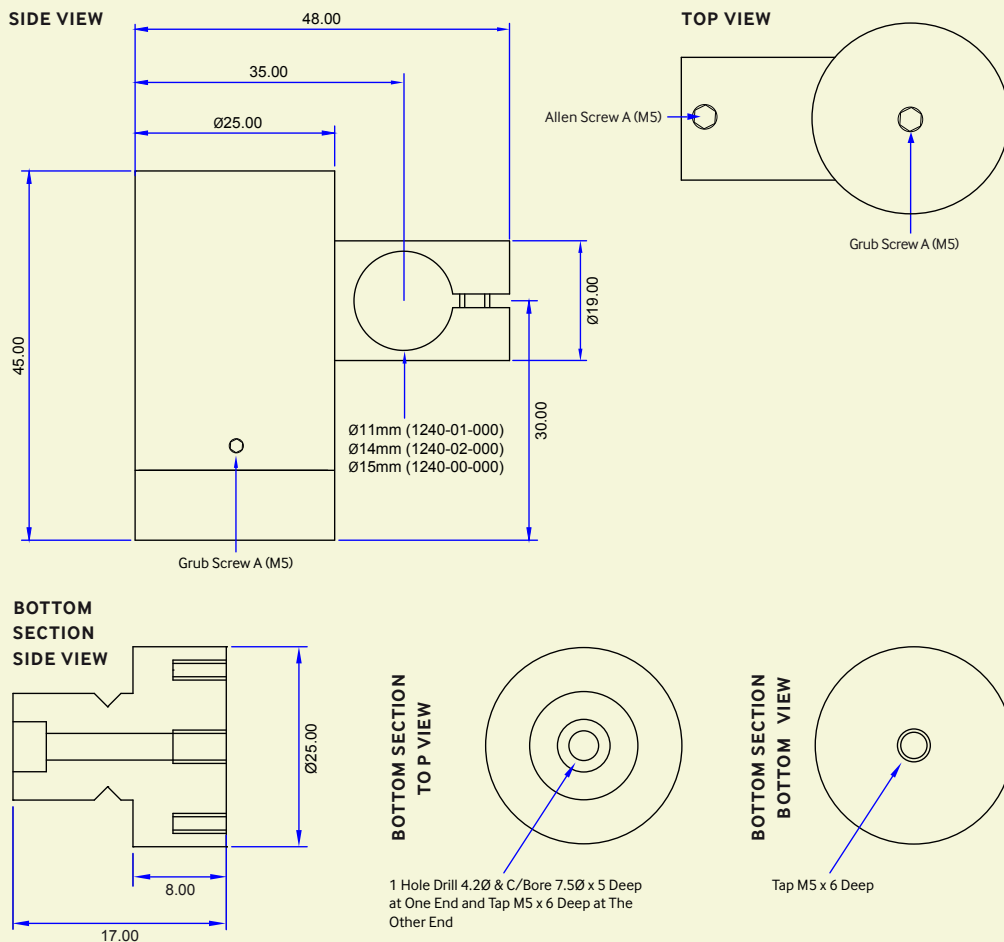 SIDE VIEW
48.00
35.00
Ø25.00
45.00
Ø19.00
30.00
Ø11mm (1240-01-000)
Ø14mm (1240-02-000)
Ø15mm (1240-00-000)
Grub Screw A (M5)
TOP VIEW
Allen Screw A (M5)
Grub Screw A (M5)
BOTTOM
SECTION
SIDE VIEW
Ø25.00
8.00
17.00
BOTTOM SECTION
TOP VIEW
1 Hole Drill 4.2Ø & C/Bore 7.5Ø x 5 Deep
at One End and Tap M5 x 6 Deep at The
Other End
BOTTOM SECTION
BOTTOM VIEW
Tap M5 x 6 Deep